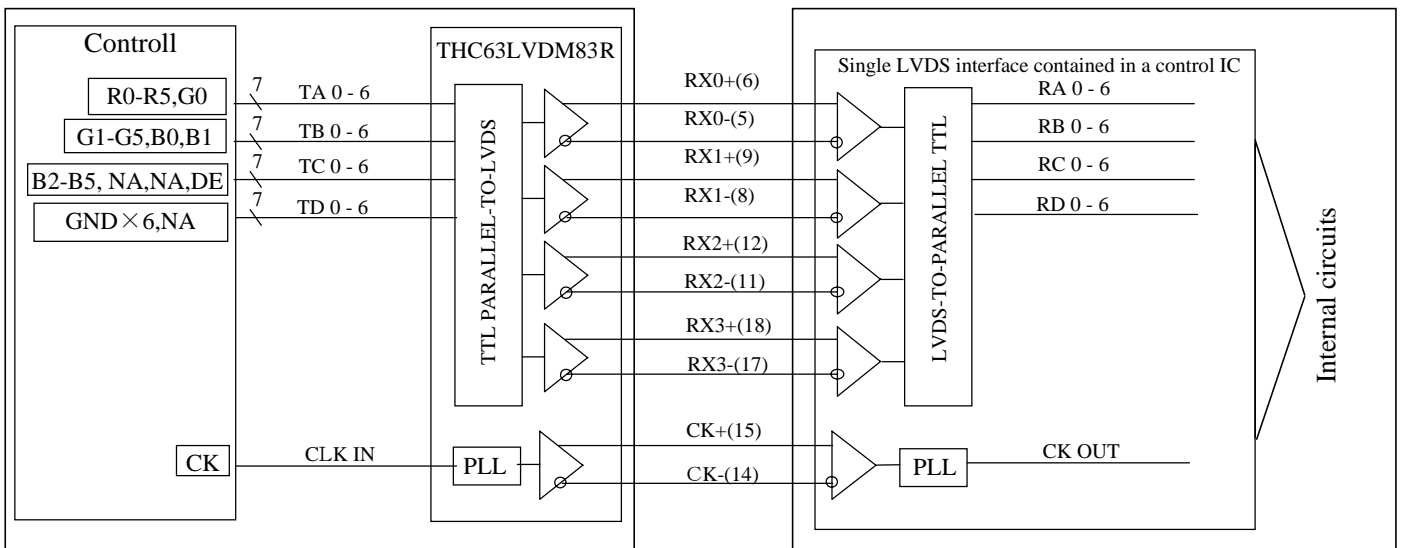 Controll
R0-R5,G0
G1-G5,B0,B1
B2-B5, NA,NA,DE
GND×6,NA
CK
7
TA 0 - 6
7
TB 0 - 6
7
TC 0 - 6
7
TD 0 - 6
CLK IN
THC63LVDM83R
TTL PARALLEL-TO-LVDS
PLL
RX0+(6)
RX0-(5)
RX1+(9)
RX1-(8)
RX2+(12)
RX2-(11)
RX3+(18)
RX3-(17)
CK+(15)
CK-(14)
Single LVDS interface contained in a control IC
LVDS-TO-PARALLEL TTL
PLL
RA 0 - 6
RB 0 - 6
RC 0 - 6
RD 0 - 6
CK OUT
Internal circuits